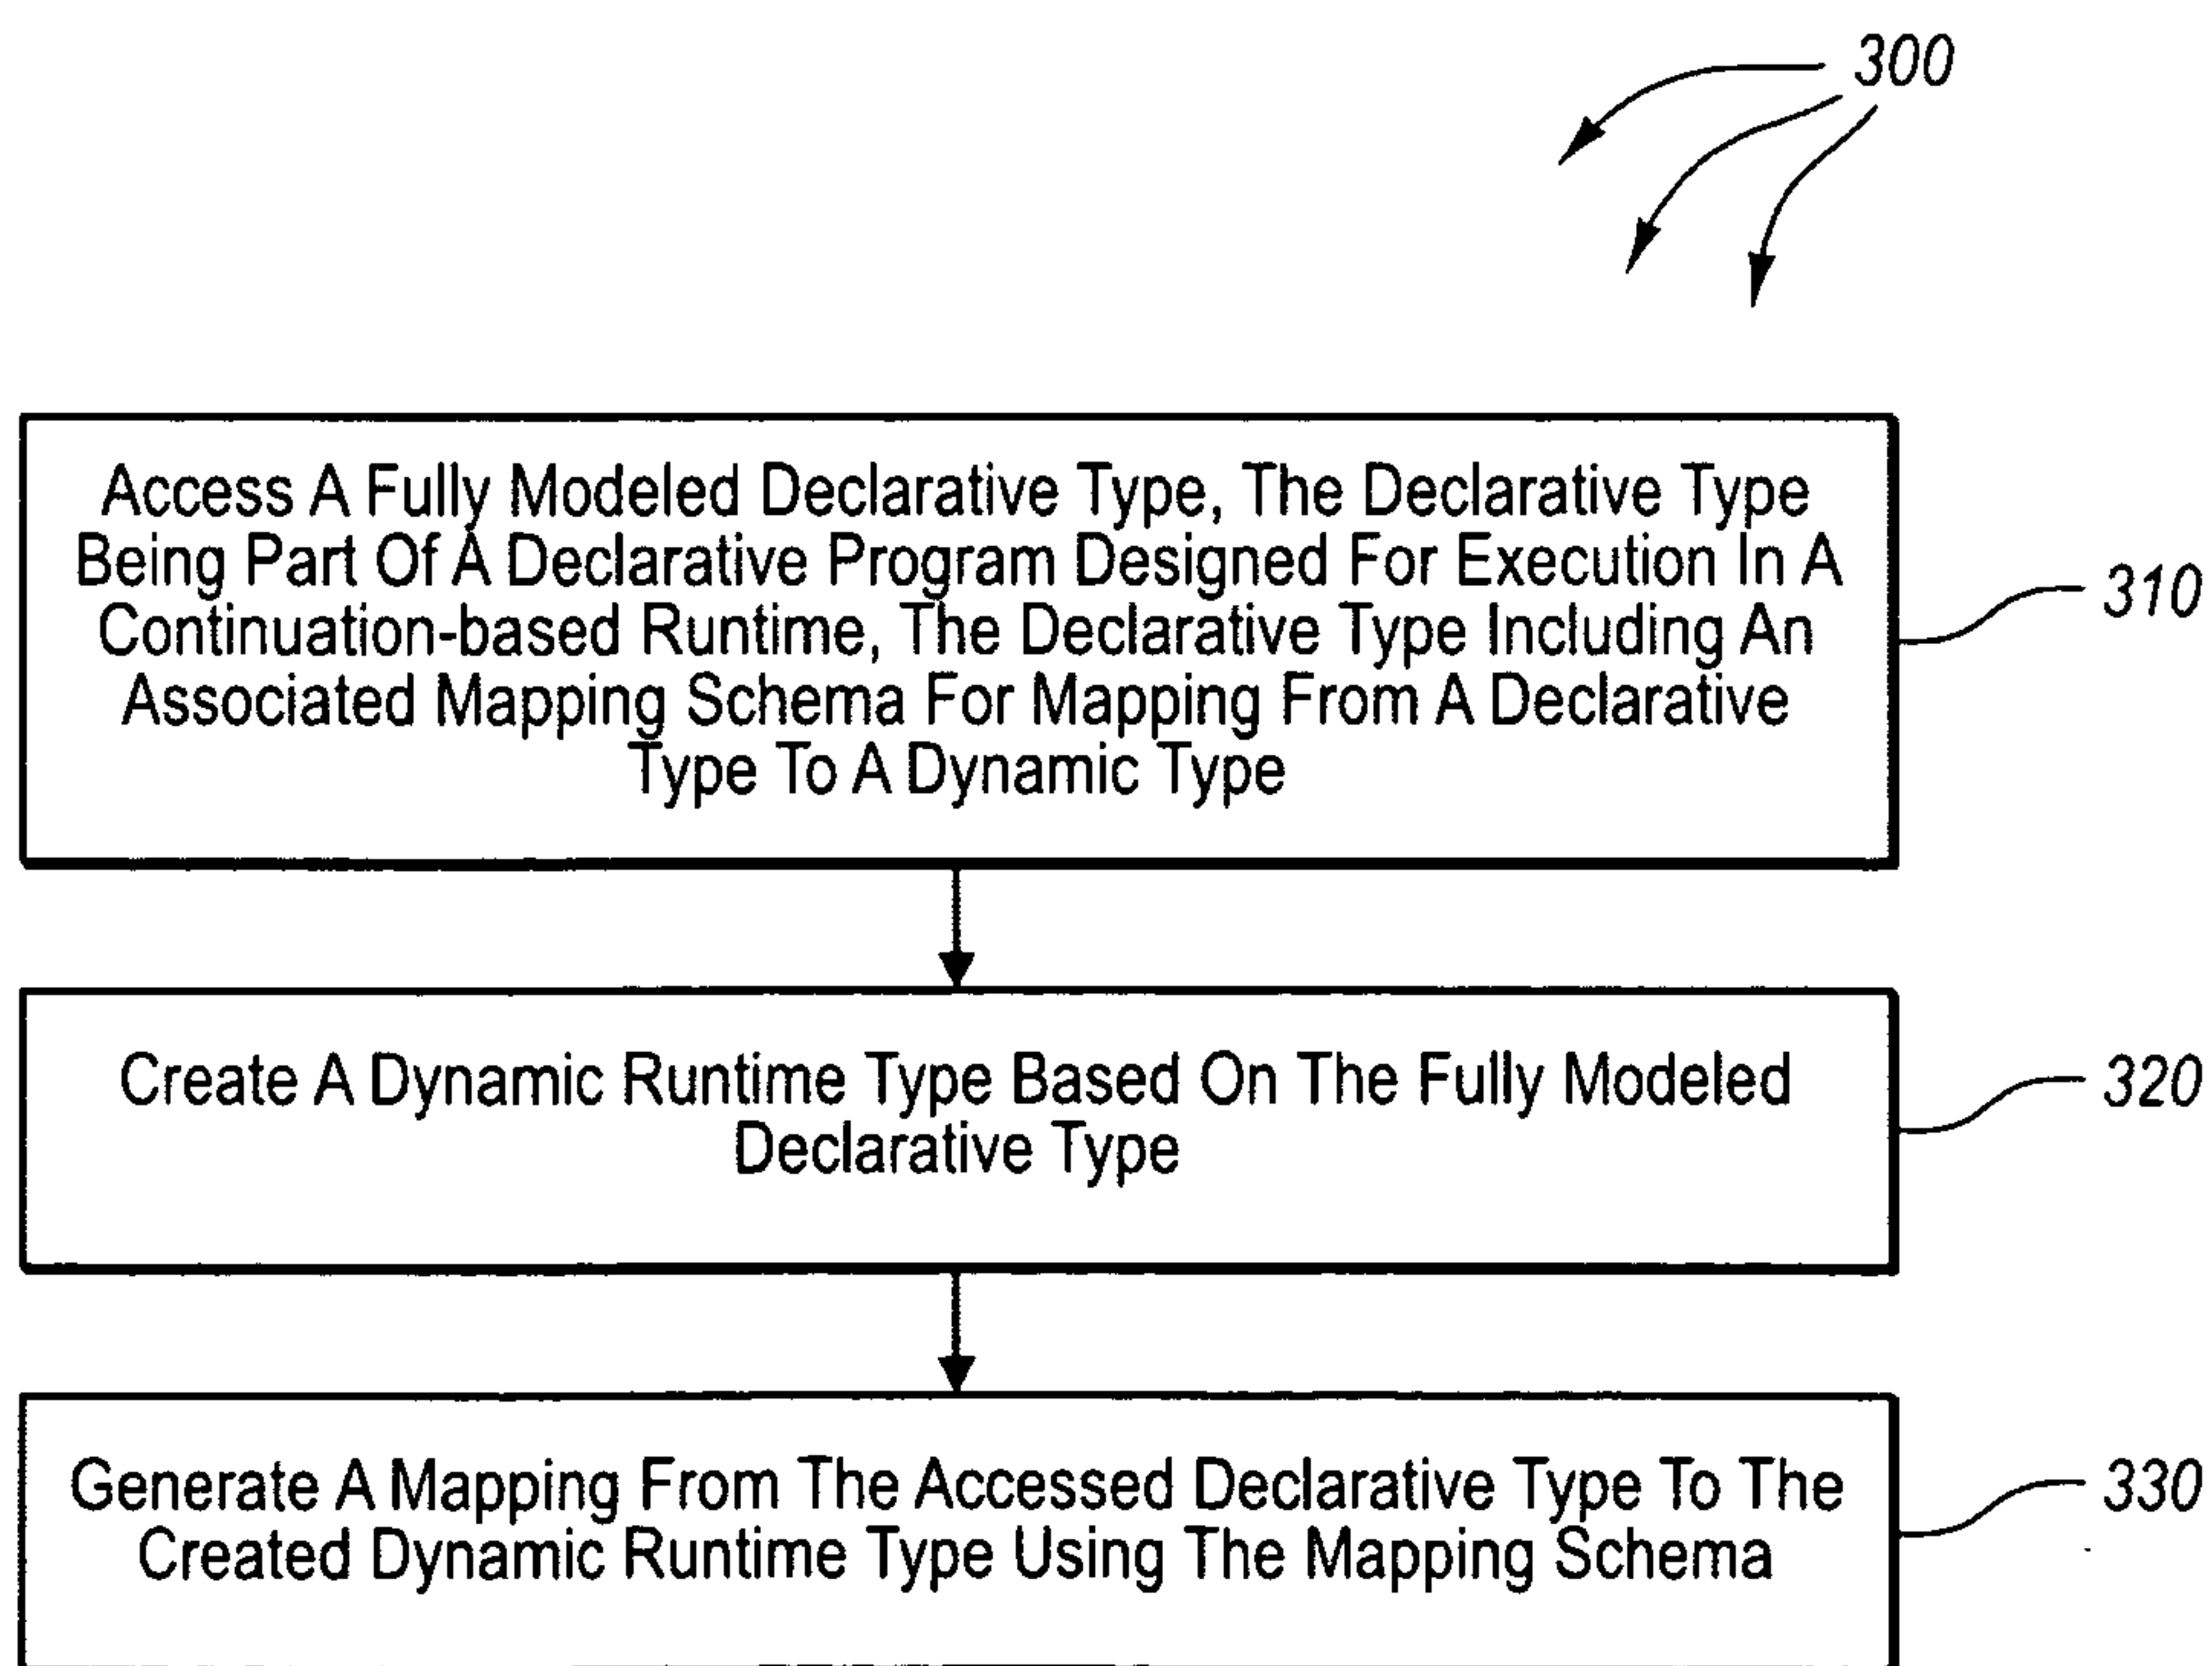 300
Access A Fully Modeled Declarative Type, The Declarative Type
Being Part Of A Declarative Program Designed For Execution In A
Continuation-based Runtime, The Declarative Type Including An
Associated Mapping Schema For Mapping From A Declarative
Type To A Dynamic Type
310
Create A Dynamic Runtime Type Based On The Fully Modeled
Declarative Type
320
Generate A Mapping From The Accessed Declarative Type To The
Created Dynamic Runtime Type Using The Mapping Schema
330